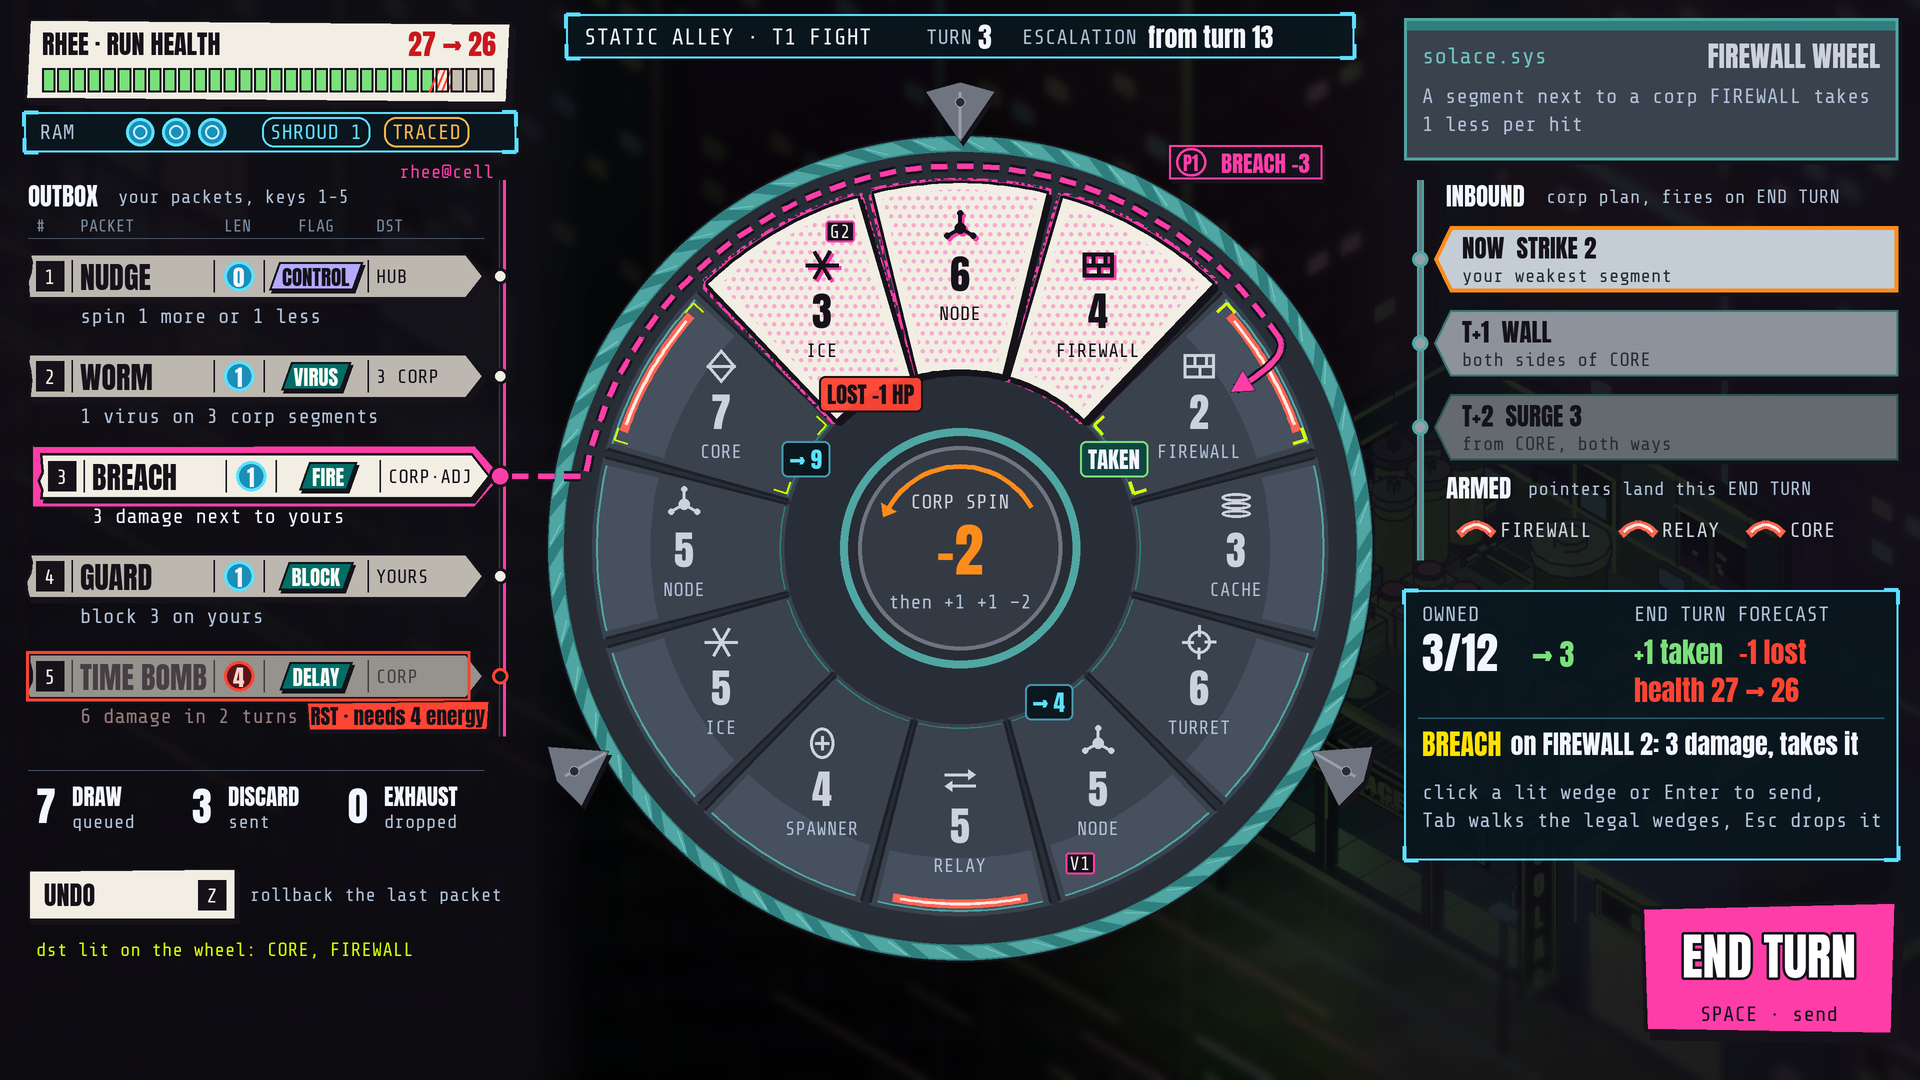 RHEE · RUN HEALTH 27 → 26
RAM SHROUD 1 TRACED
rhee@cell
OUTBOX your packets, keys 1-5
# PACKET LEN FLAG DST
1 NUDGE 0 CONTROL HUB
spin 1 more or 1 less
2 WORM 1 VIRUS 3 CORP
1 virus on 3 corp segments
3 BREACH 1 FIRE CORP·ADJ
3 damage next to yours
4 GUARD 1 BLOCK YOURS
block 3 on yours
5 TIME BOMB 4 DELAY CORP
6 damage in 2 turns RST · needs 4 energy
7 DRAW queued
3 DISCARD sent
0 EXHAUST dropped
UNDO Z rollback the last packet
dst lit on the wheel: CORE, FIREWALL
STATIC ALLEY · T1 FIGHT TURN 3 ESCALATION from turn 13
P1 BREACH -3
G2
3
ICE
6
NODE
4
FIREWALL
LOST -1 HP
7
CORE
→ 9
2
FIREWALL
TAKEN
5
NODE
3
CACHE
CORP SPIN
-2
then +1 +1 -2
5
ICE
6
TURRET
4
SPAWNER
5
RELAY
→ 4
5
NODE
V1
solace.sys FIREWALL WHEEL
A segment next to a corp FIREWALL takes
1 less per hit
INBOUND corp plan, fires on END TURN
NOW STRIKE 2
your weakest segment
T+1 WALL
both sides of CORE
T+2 SURGE 3
from CORE, both ways
ARMED pointers land this END TURN
FIREWALL RELAY CORE
OWNED
3/12 → 3
END TURN FORECAST
+1 taken -1 lost
health 27 → 26
BREACH on FIREWALL 2: 3 damage, takes it
click a lit wedge or Enter to send,
Tab walks the legal wedges, Esc drops it
END TURN
SPACE · send